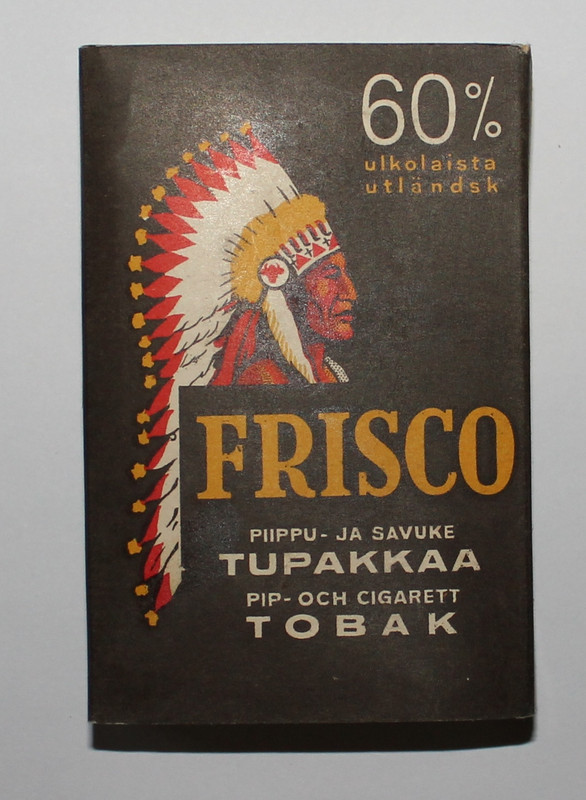 60%
ulkolaista
utländsk
FRISCO
PIIPPU- JA SAVUKE
TUPAKKAA
PIP- OCH CIGARETT
TOBAK